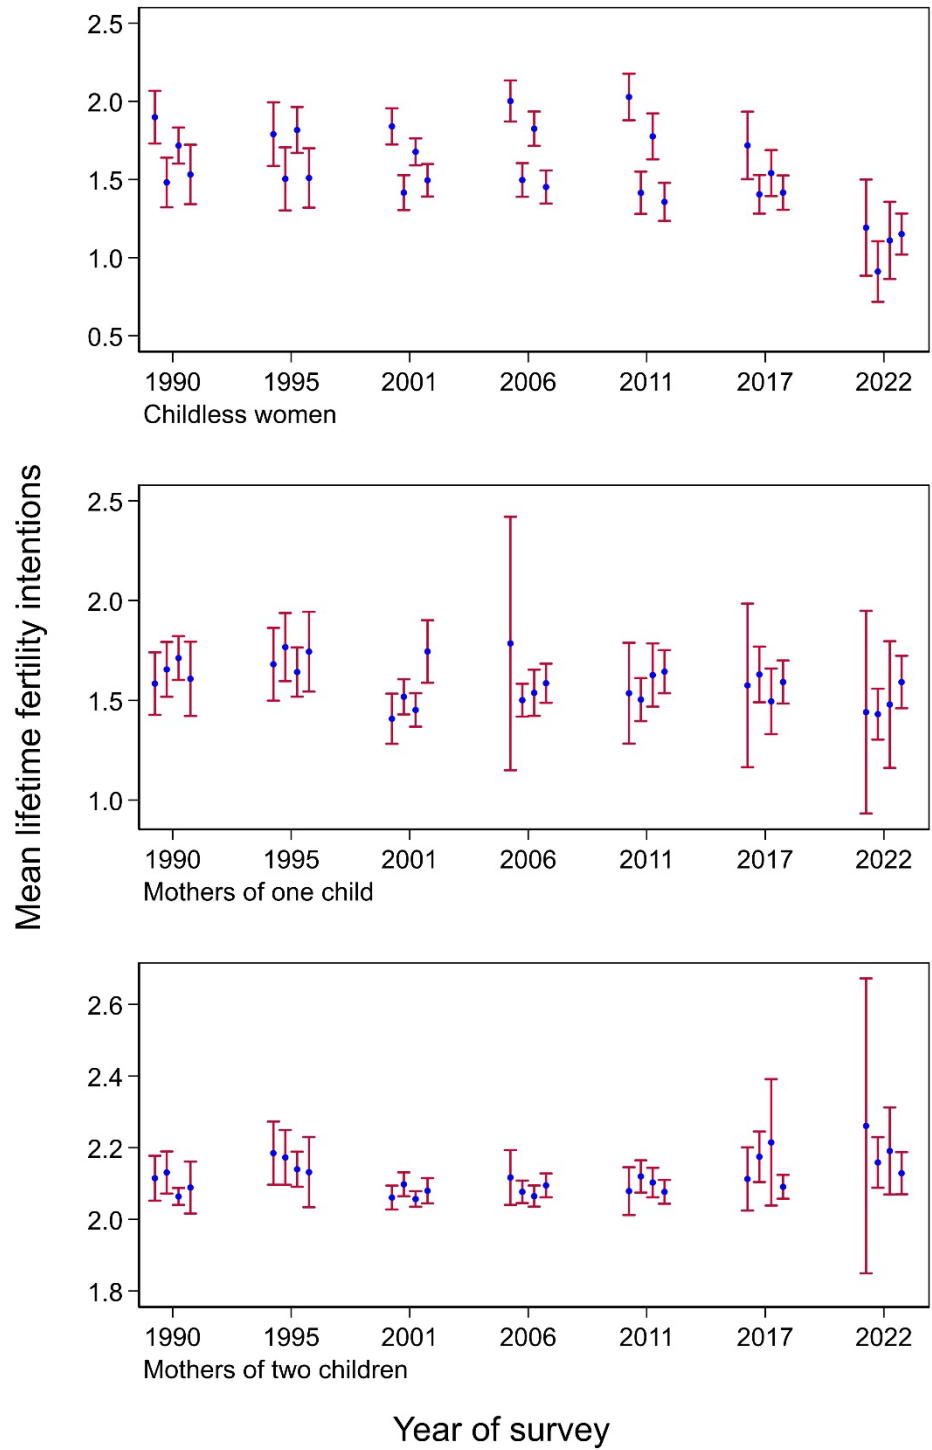 Mean lifetime fertility intentions
2.5
2.0
1.5
1.0
0.5
1990 1995 2001 2006 2011 2017 2022
Childless women
2.5
2.0
1.5
1.0
1990 1995 2001 2006 2011 2017 2022
Mothers of one child
2.6
2.4
2.2
2.0
1.8
1990 1995 2001 2006 2011 2017 2022
Mothers of two children
Year of survey